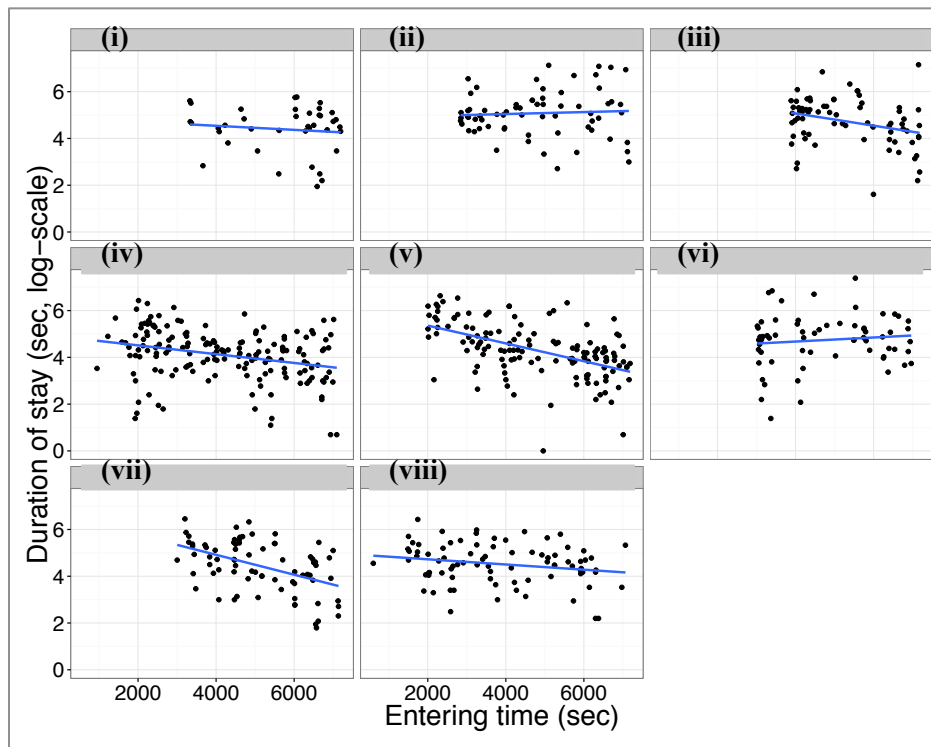 (i) (ii) (iii)
6
4
2
0
(iv) (v) (vi)
6
4
2
0
(vii) (viii)
6
4
2
0
Duration of stay (sec, log−scale)
2000 4000 6000 2000 4000 6000
Entering time (sec)